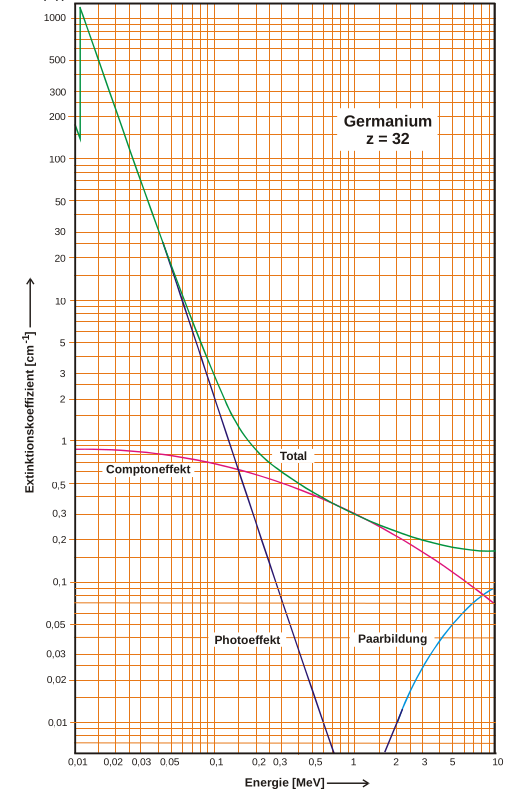 1000
500
300
200
100
50
30
20
10
5
3
2
1
0,5
0,3
0,2
0,1
0,05
0,03
0,02
0,01
Extinktionskoeffizient [cm⁻¹]
Germanium
z = 32
Total
Comptoneffekt
Photoeffekt
Paarbildung
0,01 0,02 0,03 0,05 0,1 0,2 0,3 0,5 1 2 3 5 10
Energie [MeV]